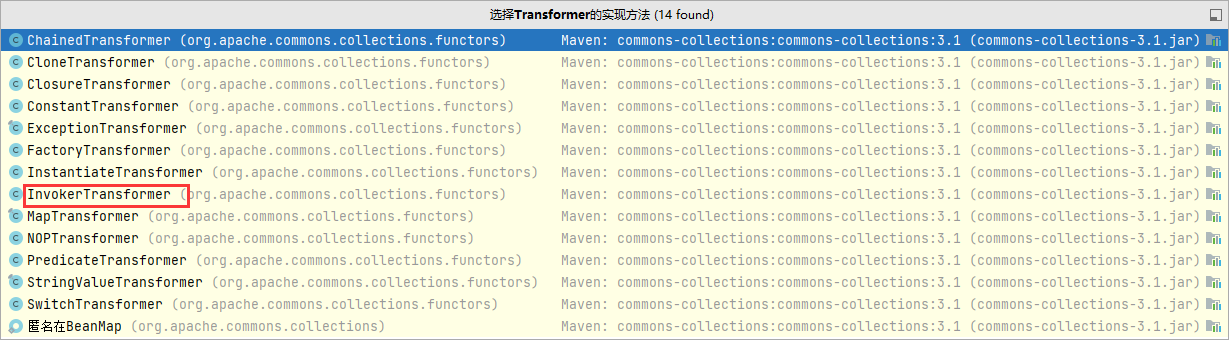 选择Transformer的实现方法 (14 found)
ChainedTransformer (org.apache.commons.collections.functors) Maven: commons-collections:commons-collections:3.1 (commons-collections-3.1.jar)
CloneTransformer (org.apache.commons.collections.functors) Maven: commons-collections:commons-collections:3.1 (commons-collections-3.1.jar)
ClosureTransformer (org.apache.commons.collections.functors) Maven: commons-collections:commons-collections:3.1 (commons-collections-3.1.jar)
ConstantTransformer (org.apache.commons.collections.functors) Maven: commons-collections:commons-collections:3.1 (commons-collections-3.1.jar)
ExceptionTransformer (org.apache.commons.collections.functors) Maven: commons-collections:commons-collections:3.1 (commons-collections-3.1.jar)
FactoryTransformer (org.apache.commons.collections.functors) Maven: commons-collections:commons-collections:3.1 (commons-collections-3.1.jar)
InstantiateTransformer (org.apache.commons.collections.functors) Maven: commons-collections:commons-collections:3.1 (commons-collections-3.1.jar)
InvokerTransformer (org.apache.commons.collections.functors) Maven: commons-collections:commons-collections:3.1 (commons-collections-3.1.jar)
MapTransformer (org.apache.commons.collections.functors) Maven: commons-collections:commons-collections:3.1 (commons-collections-3.1.jar)
NOPTransformer (org.apache.commons.collections.functors) Maven: commons-collections:commons-collections:3.1 (commons-collections-3.1.jar)
PredicateTransformer (org.apache.commons.collections.functors) Maven: commons-collections:commons-collections:3.1 (commons-collections-3.1.jar)
StringValueTransformer (org.apache.commons.collections.functors) Maven: commons-collections:commons-collections:3.1 (commons-collections-3.1.jar)
SwitchTransformer (org.apache.commons.collections.functors) Maven: commons-collections:commons-collections:3.1 (commons-collections-3.1.jar)
匿名在BeanMap (org.apache.commons.collections) Maven: commons-collections:commons-collections:3.1 (commons-collections-3.1.jar)